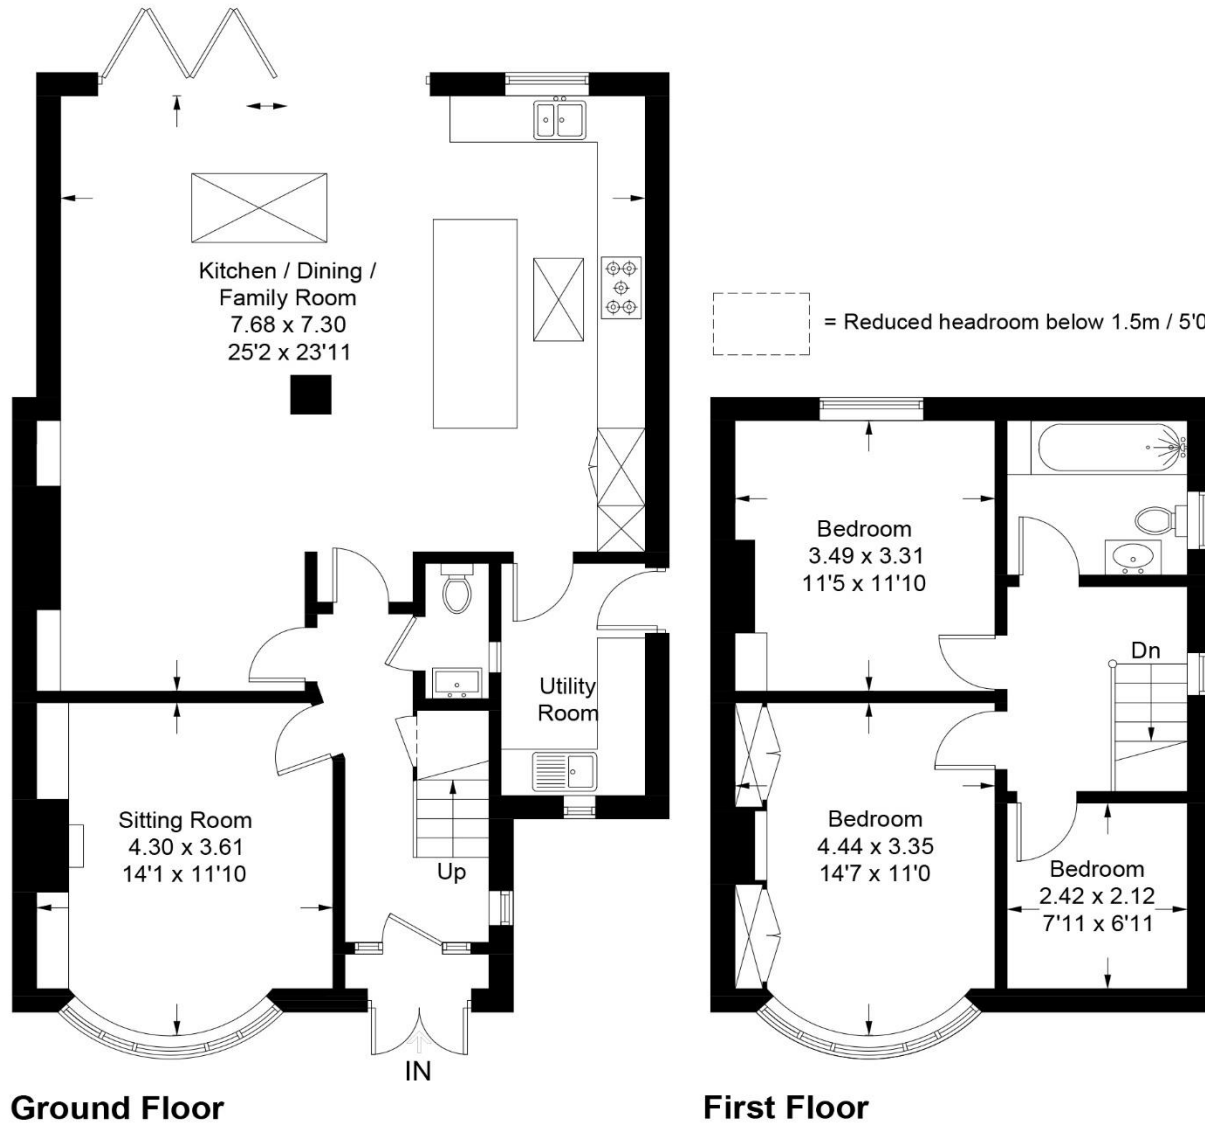 Kitchen / Dining /
Family Room
7.68 x 7.30
25'2 x 23'11
= Reduced headroom below 1.5m / 5'0
Bedroom
3.49 x 3.31
11'5 x 11'10
Dn
Utility
Room
Sitting Room
4.30 x 3.61
14'1 x 11'10
Up
Bedroom
4.44 x 3.35
14'7 x 11'0
Bedroom
2.42 x 2.12
7'11 x 6'11
IN
Ground Floor
First Floor